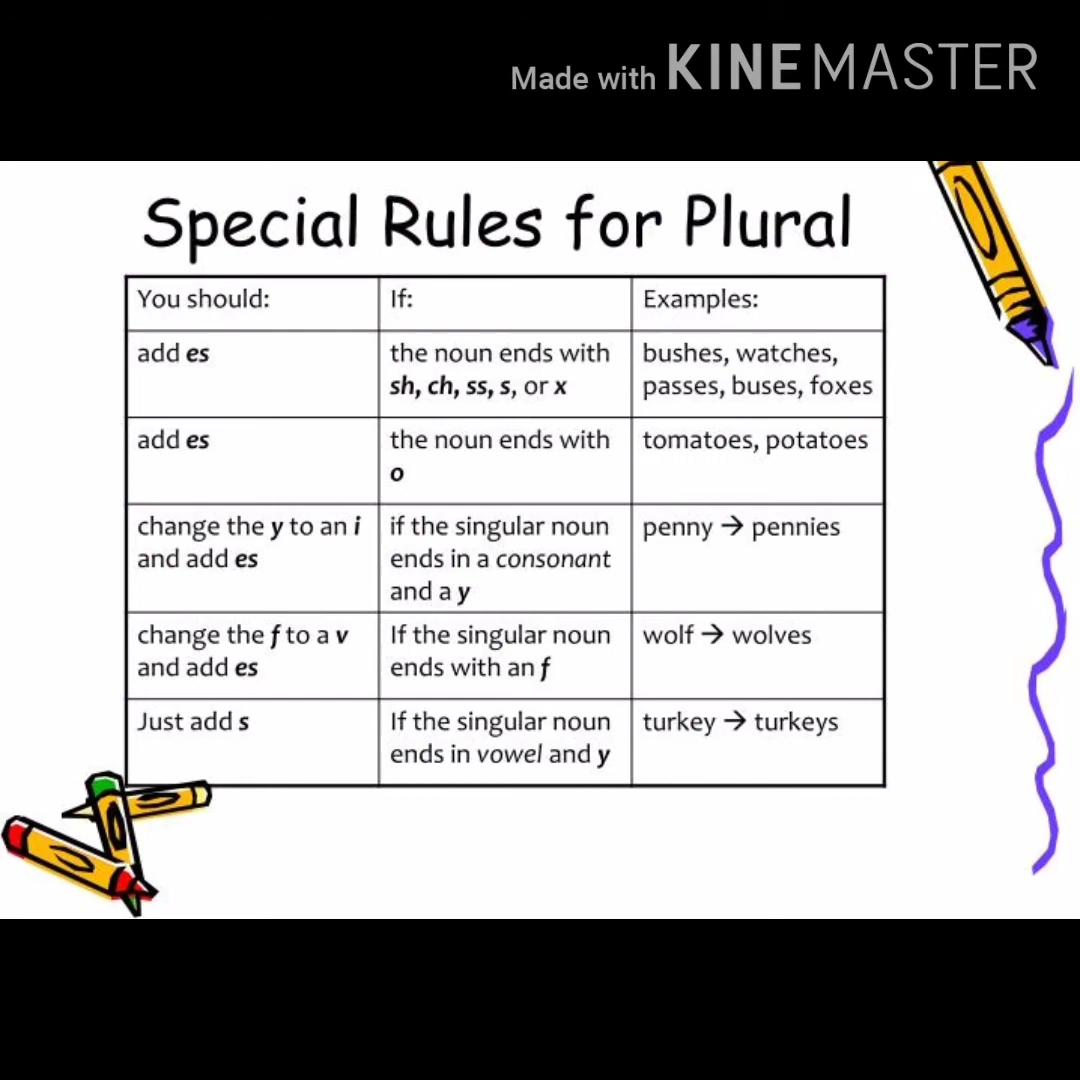 Made with KINEMASTER
Special Rules for Plural
You should:
If:
Examples:
add es
the noun ends with
sh, ch, ss, s, or x
bushes, watches,
passes, buses, foxes
add es
the noun ends with
o
tomatoes, potatoes
change the y to an i
and add es
if the singular noun
ends in a consonant
and a y
penny → pennies
change the f to a v
and add es
If the singular noun
ends with an f
wolf → wolves
Just add s
If the singular noun
ends in vowel and y
turkey → turkeys